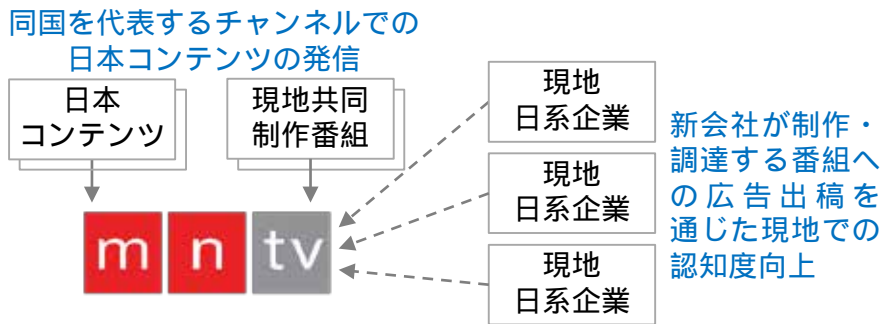 同国を代表するチャンネルでの
日本コンテンツの発信
日本
コンテンツ
現地共同
制作番組
現地
日系企業
現地
日系企業
現地
日系企業
新会社が制作・
調達する番組へ
の広告出稿を
通じた現地での
認知度向上
m n tv